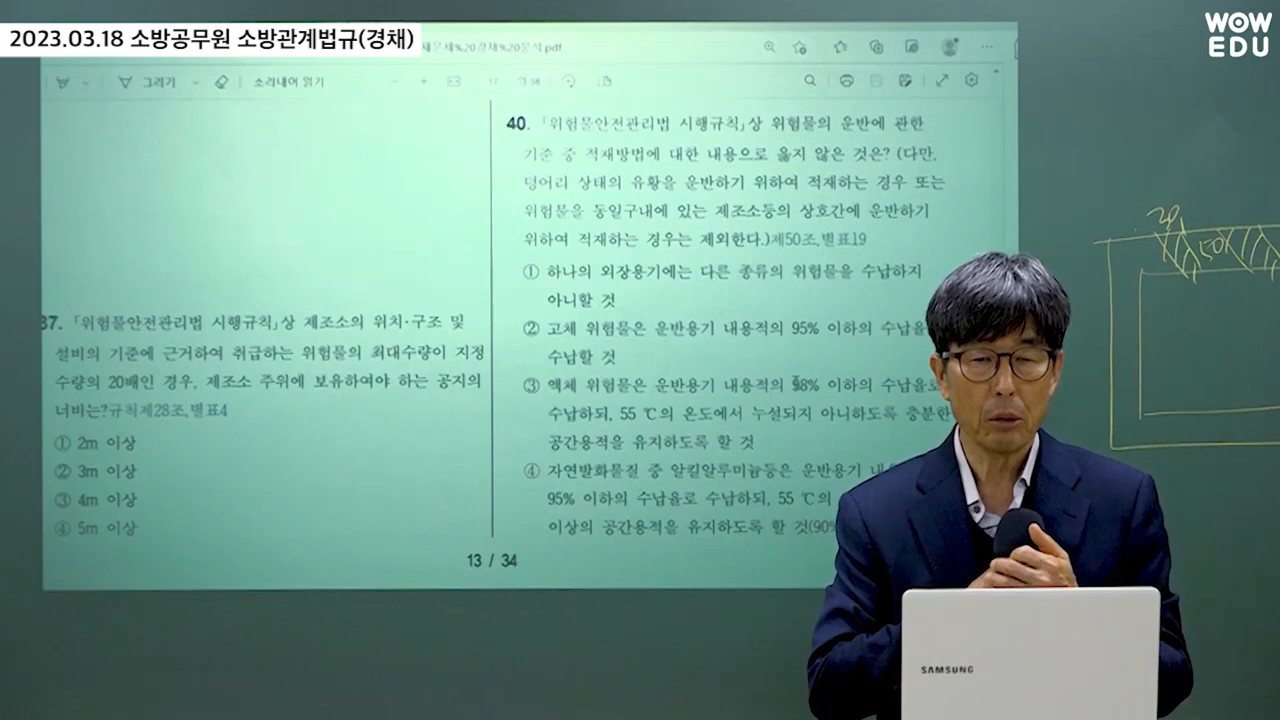 2023.03.18 소방공무원 소방관계법규(경채)
WOW
EDU
그리기
소리내어 읽기
37. 「위험물안전관리법 시행규칙」상 제조소의 위치·구조 및
설비의 기준에 근거하여 취급하는 위험물의 최대수량이 지정
수량의 20배인 경우, 제조소 주위에 보유하여야 하는 공지의
너비는?규칙제28조,별표4
① 2m 이상
② 3m 이상
③ 4m 이상
④ 5m 이상
40. 「위험물안전관리법 시행규칙」상 위험물의 운반에 관한
기준 중 적재방법에 대한 내용으로 옳지 않은 것은? (다만,
덩어리 상태의 유황을 운반하기 위하여 적재하는 경우 또는
위험물을 동일구내에 있는 제조소등의 상호간에 운반하기
위하여 적재하는 경우는 제외한다.)제50조,별표19
① 하나의 외장용기에는 다른 종류의 위험물을 수납하지
아니할 것
② 고체 위험물은 운반용기 내용적의 95% 이하의 수납율
수납할 것
③ 액체 위험물은 운반용기 내용적의 98% 이하의 수납율로
수납하되, 55 ℃의 온도에서 누설되지 아니하도록 충분한
공간용적을 유지하도록 할 것
④ 자연발화물질 중 알킬알루미늄등은 운반용기
95% 이하의 수납율로 수납하되, 55 ℃의
이상의 공간용적을 유지하도록 할 것(90%
13 / 34
SAMSUNG